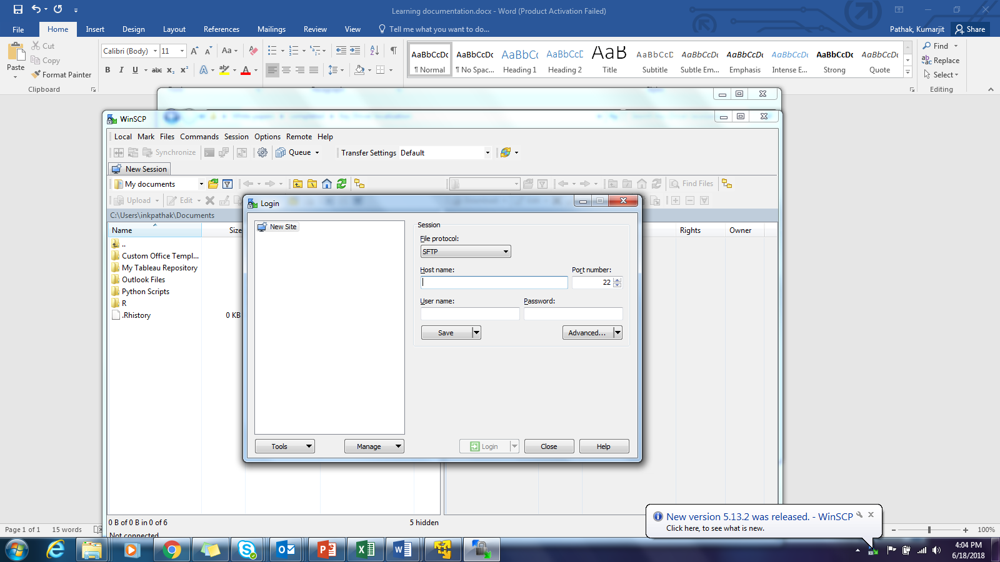 Learning documentation.docx - Word (Product Activation Failed)
File Home Insert Design Layout References Mailings Review View Tell me what you want to do... Pathak, Kumarjit Share
Paste Cut Copy Format Painter
Calibri (Body) 11 Aa
B I U abc x₂ x² A A
AaBbCcDc AaBbCcDc AaBbCc AaBbCcD AaB AaBbCcD AaBbCcDc AaBbCcDc AaBbCcDc AaBbCcDc AaBbCcDc
¶ Normal ¶ No Spac... Heading 1 Heading 2 Title Subtitle Subtle Em... Emphasis Intense E... Strong Quote
Find
Replace
Select
Clipboard Editing
WinSCP
Local Mark Files Commands Session Options Remote Help
Synchronize Queue Transfer Settings Default
New Session
My documents Find Files
Upload Edit
C:\Users\inkpathak\Documents
Name Size Rights Owner
..
Custom Office Templ...
My Tableau Repository
Outlook Files
Python Scripts
R
.Rhistory 0 KB
Login
New Site
Session
File protocol:
SFTP
Host name: Port number:
22
User name: Password:
Save Advanced...
Tools Manage Login Close Help
0 B of 0 B in 0 of 6 5 hidden
Not connected.
New version 5.13.2 was released. - WinSCP
Click here, to see what is new.
Page 1 of 1 15 words 100%
4:04 PM
6/18/2018